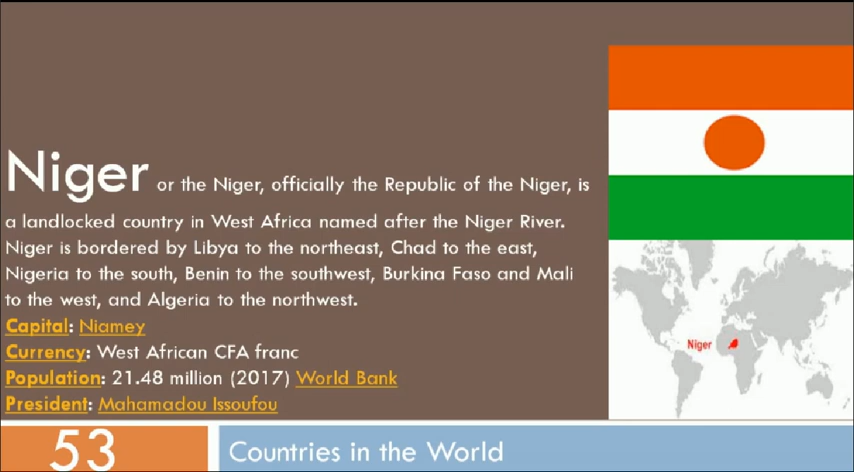 Niger or the Niger, officially the Republic of the Niger, is
a landlocked country in West Africa named after the Niger River.
Niger is bordered by Libya to the northeast, Chad to the east,
Nigeria to the south, Benin to the southwest, Burkina Faso and Mali
to the west, and Algeria to the northwest.
Capital: Niamey
Currency: West African CFA franc
Population: 21.48 million (2017) World Bank
President: Mahamadou Issoufou
Niger
53
Countries in the World